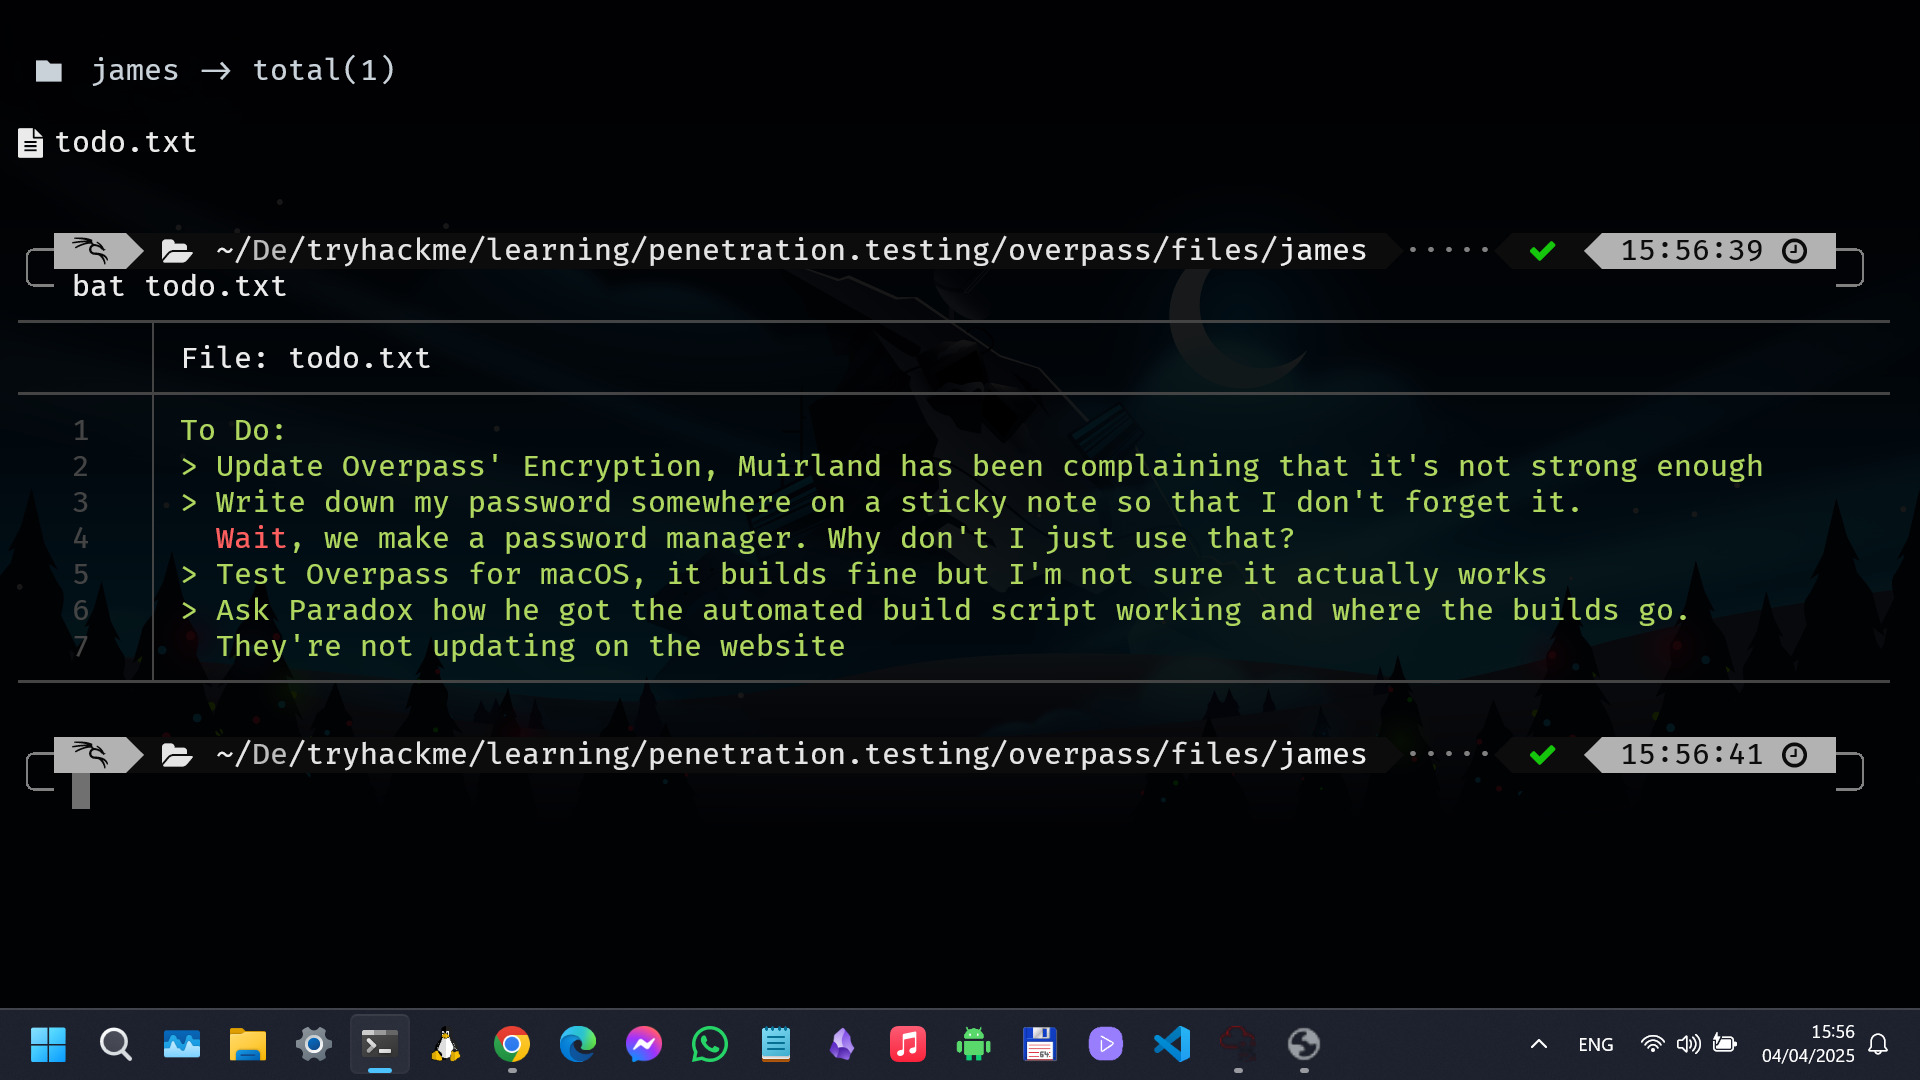 james → total(1)
todo.txt
~/De/tryhackme/learning/penetration.testing/overpass/files/james ····· ✔ 15:56:39
bat todo.txt
File: todo.txt
1 To Do:
2 > Update Overpass' Encryption, Muirland has been complaining that it's not strong enough
3 > Write down my password somewhere on a sticky note so that I don't forget it.
4 Wait, we make a password manager. Why don't I just use that?
5 > Test Overpass for macOS, it builds fine but I'm not sure it actually works
6 > Ask Paradox how he got the automated build script working and where the builds go.
7 They're not updating on the website
~/De/tryhackme/learning/penetration.testing/overpass/files/james ····· ✔ 15:56:41
64
ENG
15:56
04/04/2025